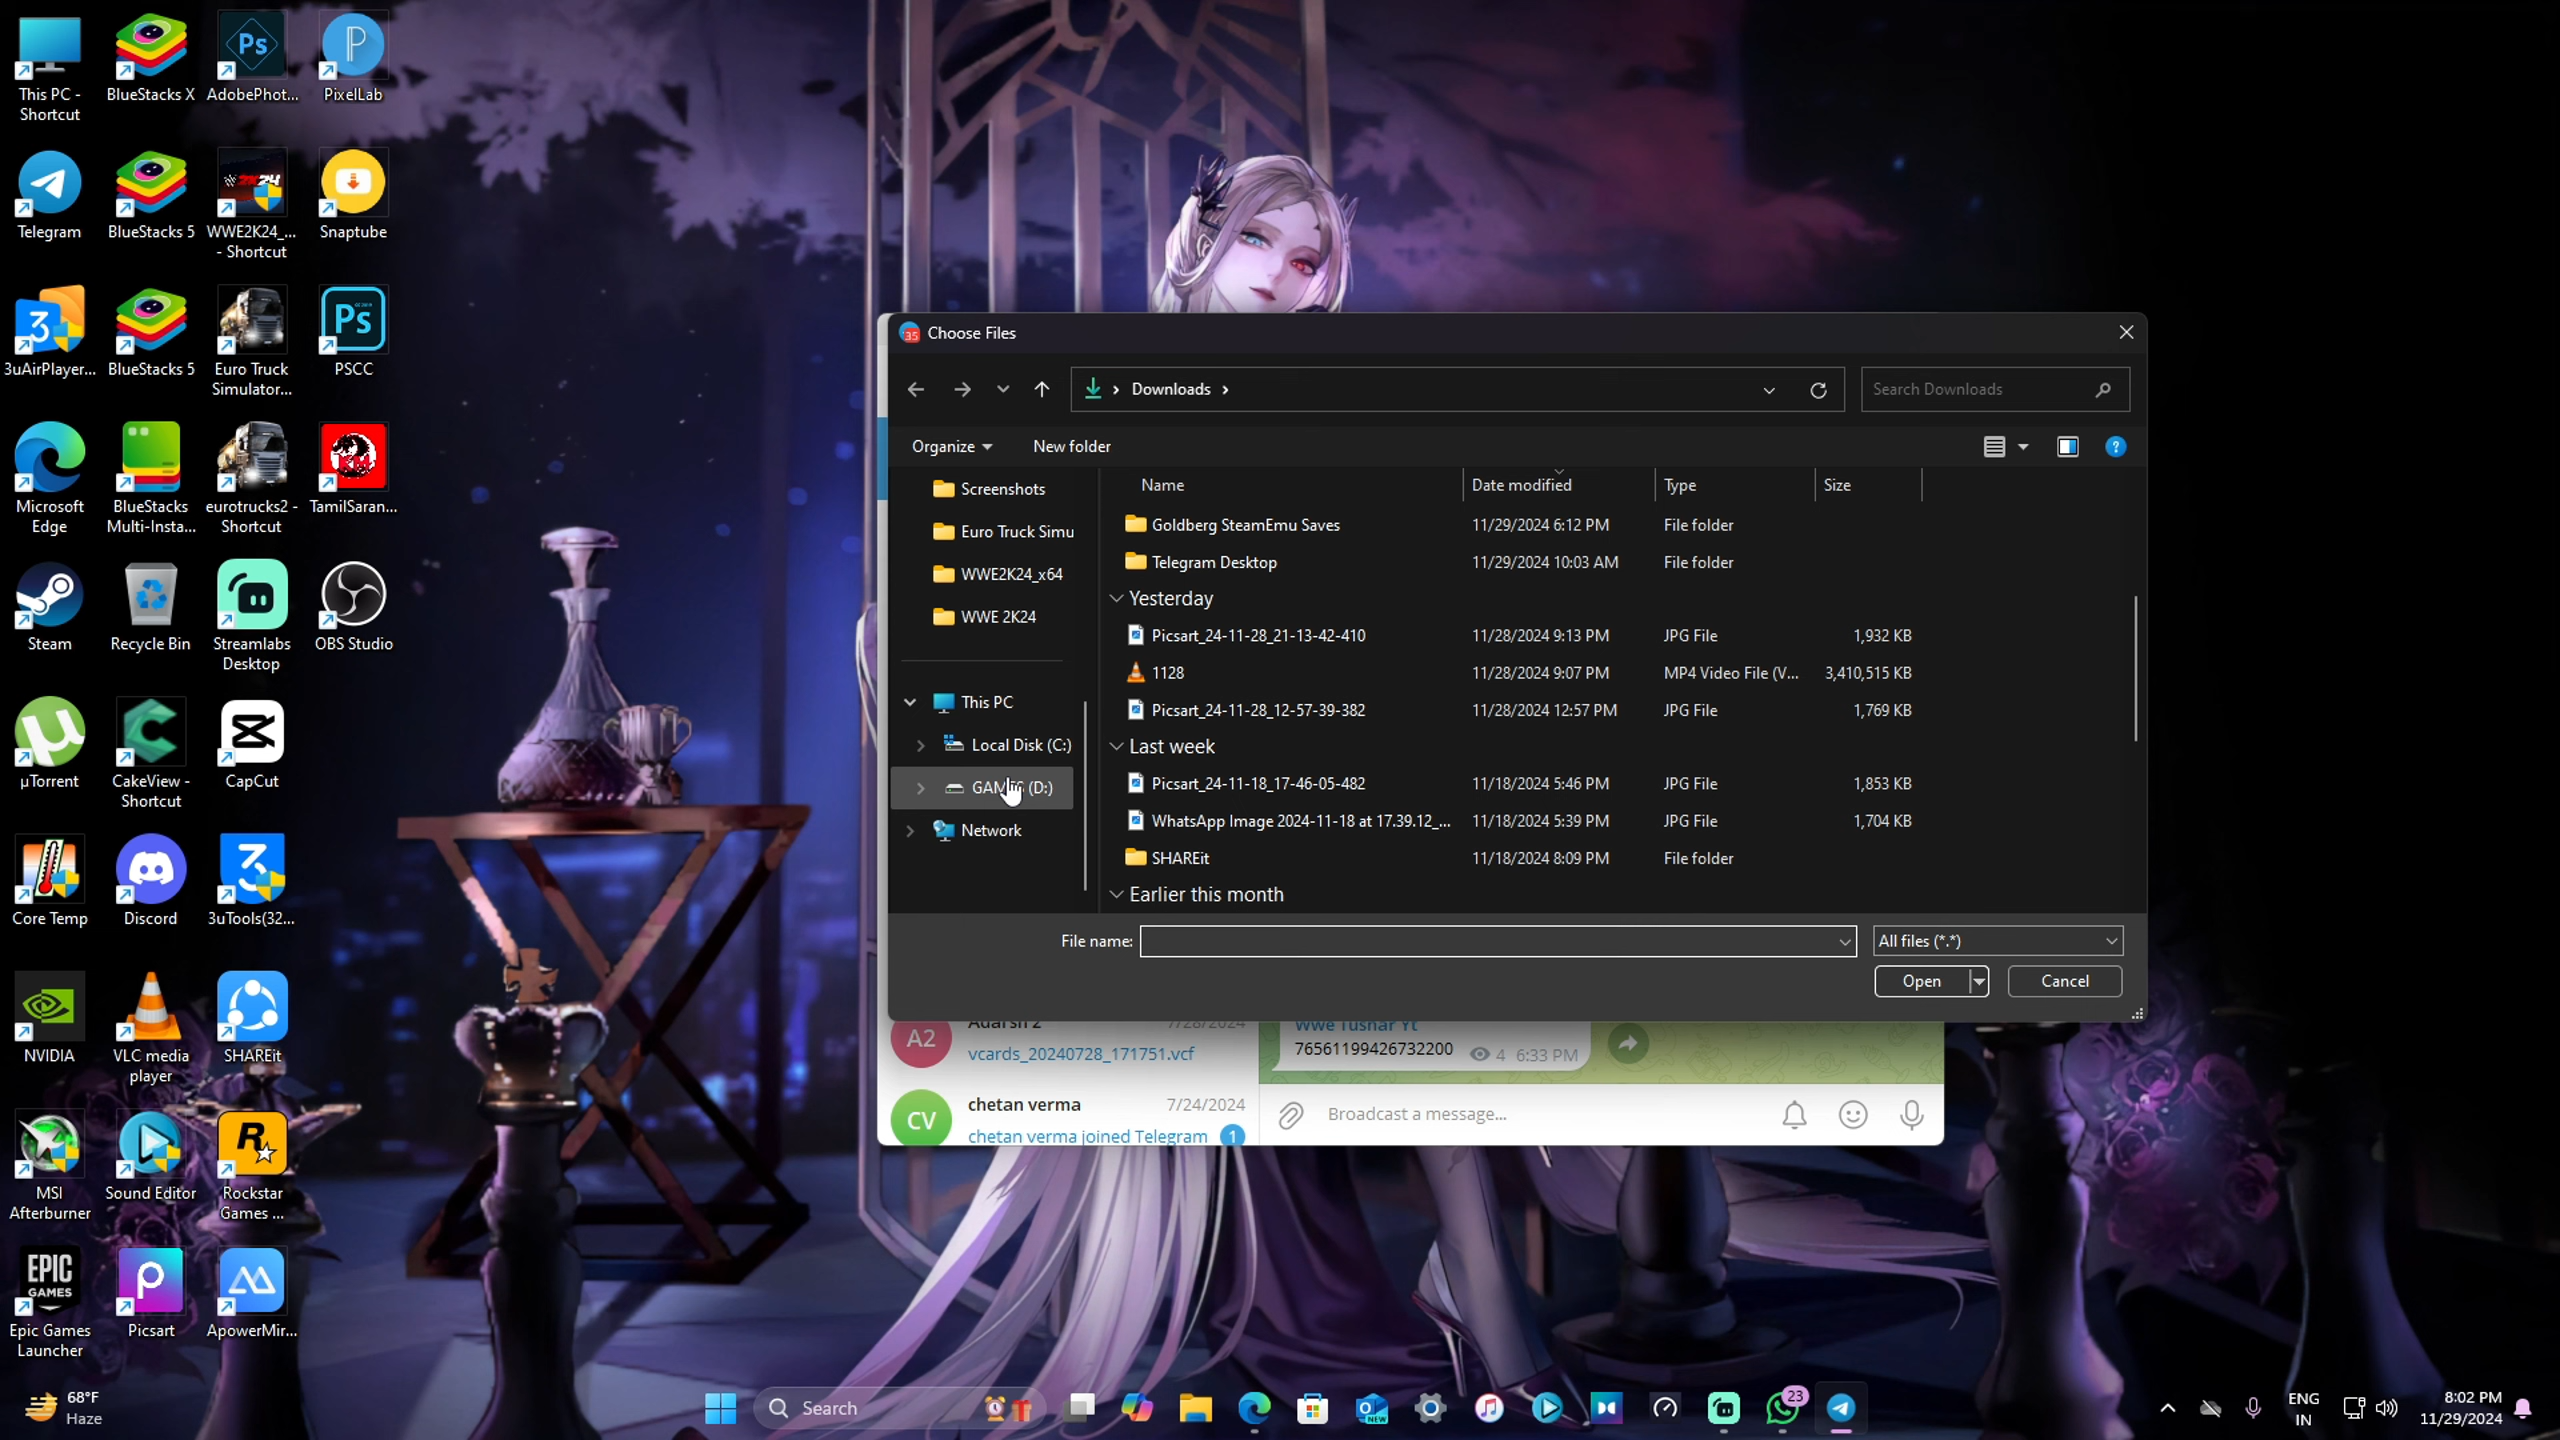 This PC -
Shortcut
BlueStacks X
AdobePhot...
PixelLab
Telegram
BlueStacks 5
WWE2K24_...
- Shortcut
Snaptube
3uAirPlayer...
BlueStacks 5
Euro Truck
Simulator...
PSCC
Microsoft
Edge
BlueStacks
Multi-Insta...
eurotrucks2 -
Shortcut
TamilSaran...
Steam
Recycle Bin
Streamlabs
Desktop
OBS Studio
µTorrent
CakeView -
Shortcut
CapCut
Core Temp
Discord
3uTools(32...
NVIDIA
VLC media
player
SHAREit
MSI
Afterburner
Sound Editor
Rockstar
Games ...
Epic Games
Launcher
Picsart
ApowerMir...
Choose Files
Downloads
Search Downloads
Organize
New folder
Screenshots
Euro Truck Simu
WWE2K24_x64
WWE 2K24
This PC
Local Disk (C:)
GAMES (D:)
Network
Name Date modified Type Size
Goldberg SteamEmu Saves 11/29/2024 6:12 PM File folder
Telegram Desktop 11/29/2024 10:03 AM File folder
Yesterday
Picsart_24-11-28_21-13-42-410 11/28/2024 9:13 PM JPG File 1,932 KB
1128 11/28/2024 9:07 PM MP4 Video File (V... 3,410,515 KB
Picsart_24-11-28_12-57-39-382 11/28/2024 12:57 PM JPG File 1,769 KB
Last week
Picsart_24-11-18_17-46-05-482 11/18/2024 5:46 PM JPG File 1,853 KB
WhatsApp Image 2024-11-18 at 17.39.12_... 11/18/2024 5:39 PM JPG File 1,704 KB
SHAREit 11/18/2024 8:09 PM File folder
Earlier this month
File name:
All files (*.*)
Open
Cancel
A2
Adarsh 2 7/28/2024
vcards_20240728_171751.vcf
CV
chetan verma 7/24/2024
chetan verma joined Telegram 1
Wwe Tushar Yt
76561199426732200 4 6:33 PM
Broadcast a message...
68°F
Haze
Search
23
ENG
IN
8:02 PM
11/29/2024